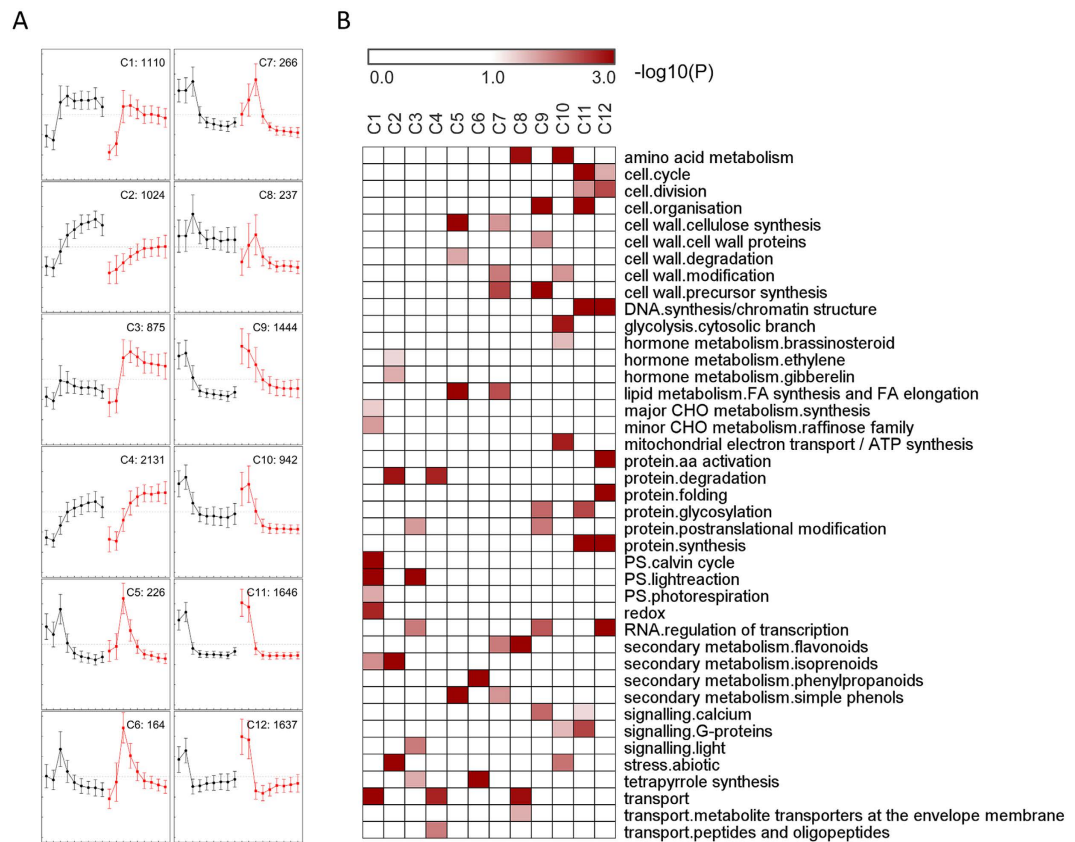 A
B
C1: 1110
C7: 266
C2: 1024
C8: 237
C3: 875
C9: 1444
C4: 2131
C10: 942
C5: 226
C11: 1646
C6: 164
C12: 1637
0.0 1.0 3.0
-log10(P)
C1 C2 C3 C4 C5 C6 C7 C8 C9 C10 C11 C12
amino acid metabolism
cell.cycle
cell.division
cell.organisation
cell wall.cellulose synthesis
cell wall.cell wall proteins
cell wall.degradation
cell wall.modification
cell wall.precursor synthesis
DNA.synthesis/chromatin structure
glycolysis.cytosolic branch
hormone metabolism.brassinosteroid
hormone metabolism.ethylene
hormone metabolism.gibberelin
lipid metabolism.FA synthesis and FA elongation
major CHO metabolism.synthesis
minor CHO metabolism.raffinose family
mitochondrial electron transport / ATP synthesis
protein.aa activation
protein.degradation
protein.folding
protein.glycosylation
protein.postranslational modification
protein.synthesis
PS.calvin cycle
PS.lightreaction
PS.photorespiration
redox
RNA.regulation of transcription
secondary metabolism.flavonoids
secondary metabolism.isoprenoids
secondary metabolism.phenylpropanoids
secondary metabolism.simple phenols
signalling.calcium
signalling.G-proteins
signalling.light
stress.abiotic
tetrapyrrole synthesis
transport
transport.metabolite transporters at the envelope membrane
transport.peptides and oligopeptides